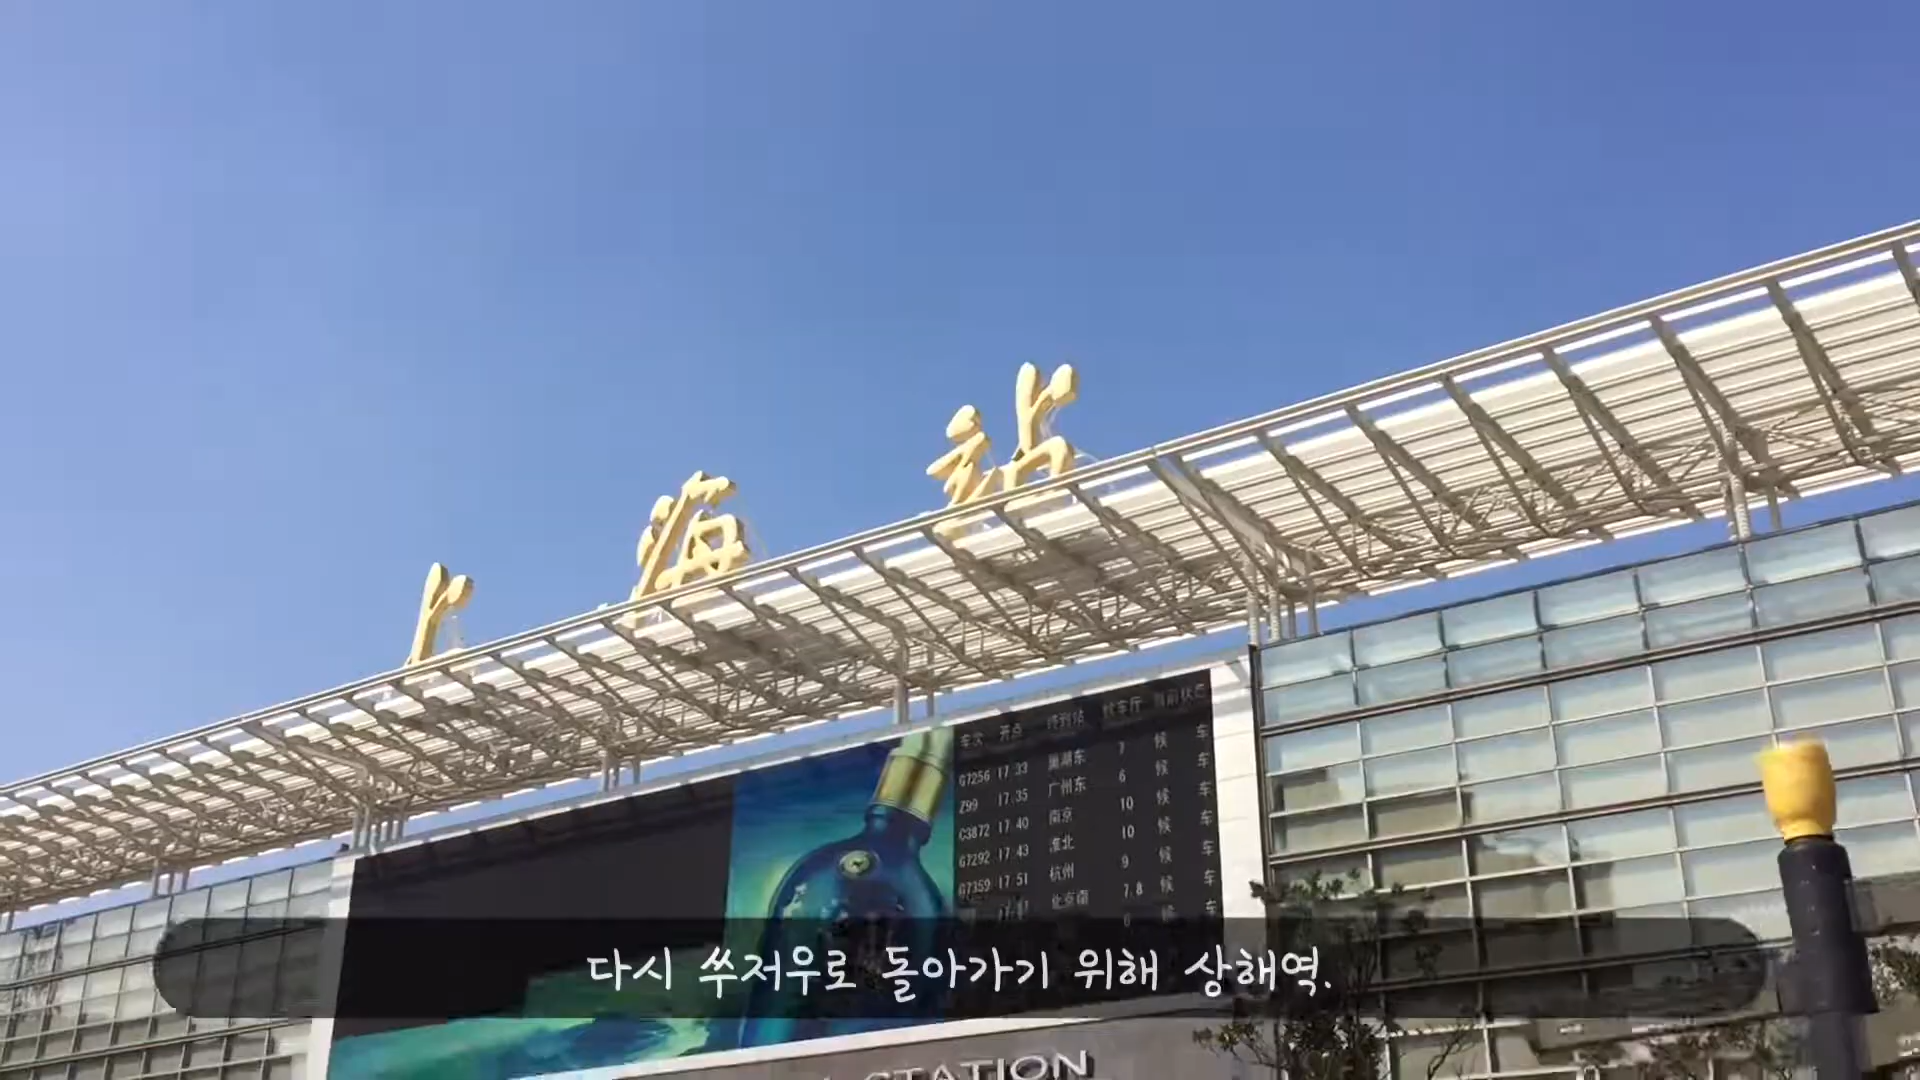 上海站
车次 开点 终到站 候车厅 当前状态
G7256 17:33 巢湖东 7 候 车
Z99 17:35 广州东 6 候 车
C3872 17:40 南京 10 候 车
G7292 17:43 淮北 10 候 车
G7359 17:51 杭州 9 候 车
北京南 7.8 候 车
다시 쑤저우로 돌아가기 위해 상해역.
STATION